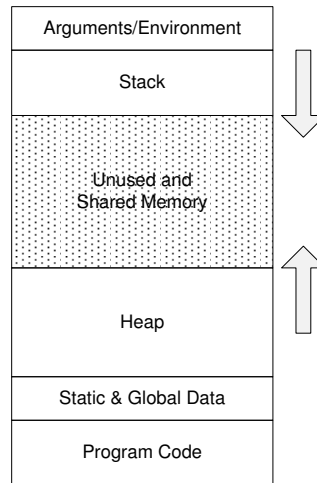 Arguments/Environment
Stack
Unused and
Shared Memory
Heap
Static & Global Data
Program Code